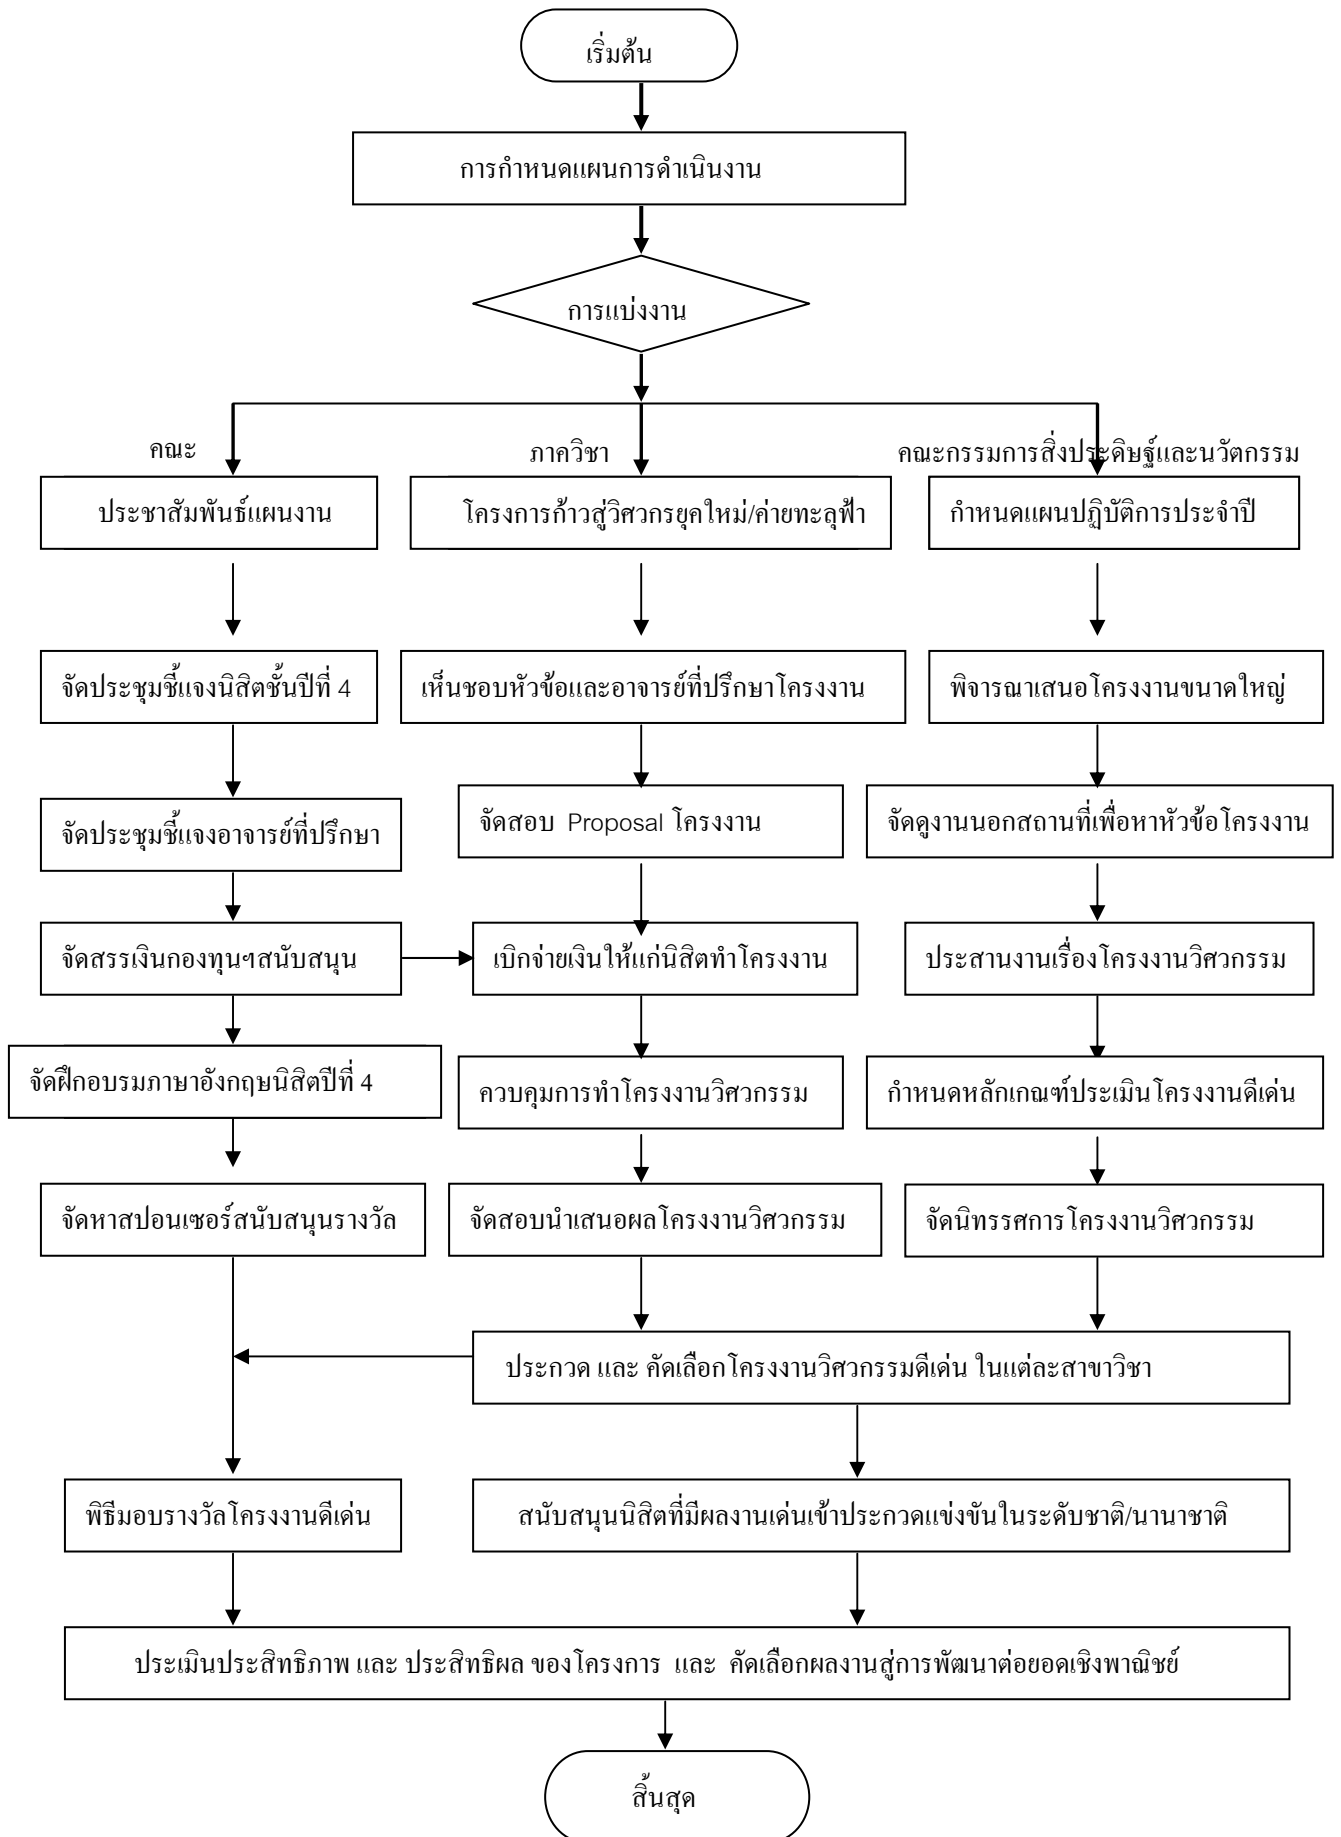 เริ่มต้น
การกำหนดแผนการดำเนินงาน
การแบ่งงาน
คณะ
ภาควิชา
คณะกรรมการสิ่งประดิษฐ์และนวัตกรรม
ประชาสัมพันธ์แผนงาน
โครงการก้าวสู่วิศวกรยุคใหม่/ค่ายทะลุฟ้า
กำหนดแผนปฏิบัติการประจำปี
จัดประชุมชี้แจงนิสิตชั้นปีที่ 4
เห็นชอบหัวข้อและอาจารย์ที่ปรึกษาโครงงาน
พิจารณาเสนอโครงงานขนาดใหญ่
จัดประชุมชี้แจงอาจารย์ที่ปรึกษา
จัดสอบ Proposal โครงงาน
จัดดูงานนอกสถานที่เพื่อหาหัวข้อโครงงาน
จัดสรรเงินกองทุนฯสนับสนุน
เบิกจ่ายเงินให้แก่นิสิตทำโครงงาน
ประสานงานเรื่องโครงงานวิศวกรรม
จัดฝึกอบรมภาษาอังกฤษนิสิตปีที่ 4
ควบคุมการทำโครงงานวิศวกรรม
กำหนดหลักเกณฑ์ประเมินโครงงานดีเด่น
จัดหาสปอนเซอร์สนับสนุนรางวัล
จัดสอบนำเสนอผลโครงงานวิศวกรรม
จัดนิทรรศการโครงงานวิศวกรรม
ประกวด และ คัดเลือกโครงงานวิศวกรรมดีเด่น ในแต่ละสาขาวิชา
พิธีมอบรางวัลโครงงานดีเด่น
สนับสนุนนิสิตที่มีผลงานเด่นเข้าประกวดแข่งขันในระดับชาติ/นานาชาติ
ประเมินประสิทธิภาพ และ ประสิทธิผล ของโครงการ และ คัดเลือกผลงานสู่การพัฒนาต่อยอดเชิงพาณิชย์
สิ้นสุด